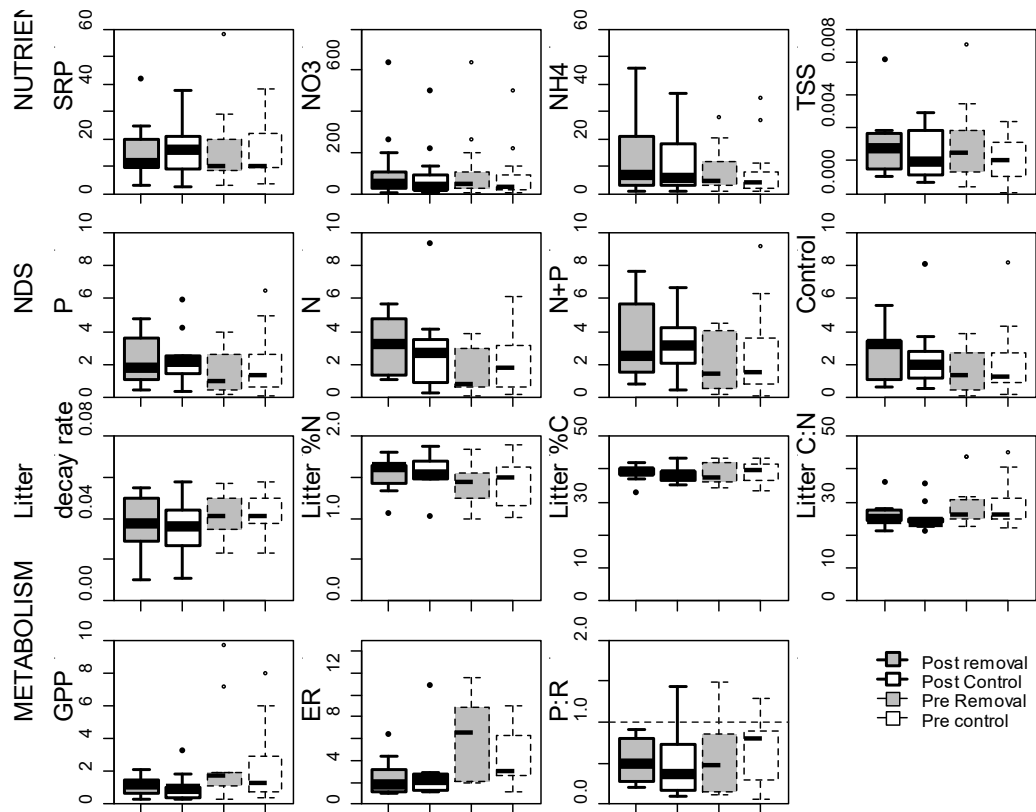 NUTRIEN
SRP
0 20 40 60
NO3
0 200 600
NH4
0 20 40 60
TSS
0.000 0.004 0.008
NDS
P
0 2 4 6 8 10
N
0 2 4 6 8 10
N+P
0 2 4 6 8 10
Control
0 2 4 6 8 10
Litter
decay rate
0.00 0.04 0.08
Litter %N
0.0 1.0 2.0
Litter %C
0 10 30 50
Litter C:N
0 10 30 50
METABOLISM
GPP
0 2 4 6 8 10
ER
0 4 8 12
P:R
0.0 1.0 2.0
Post removal
Post Control
Pre Removal
Pre control